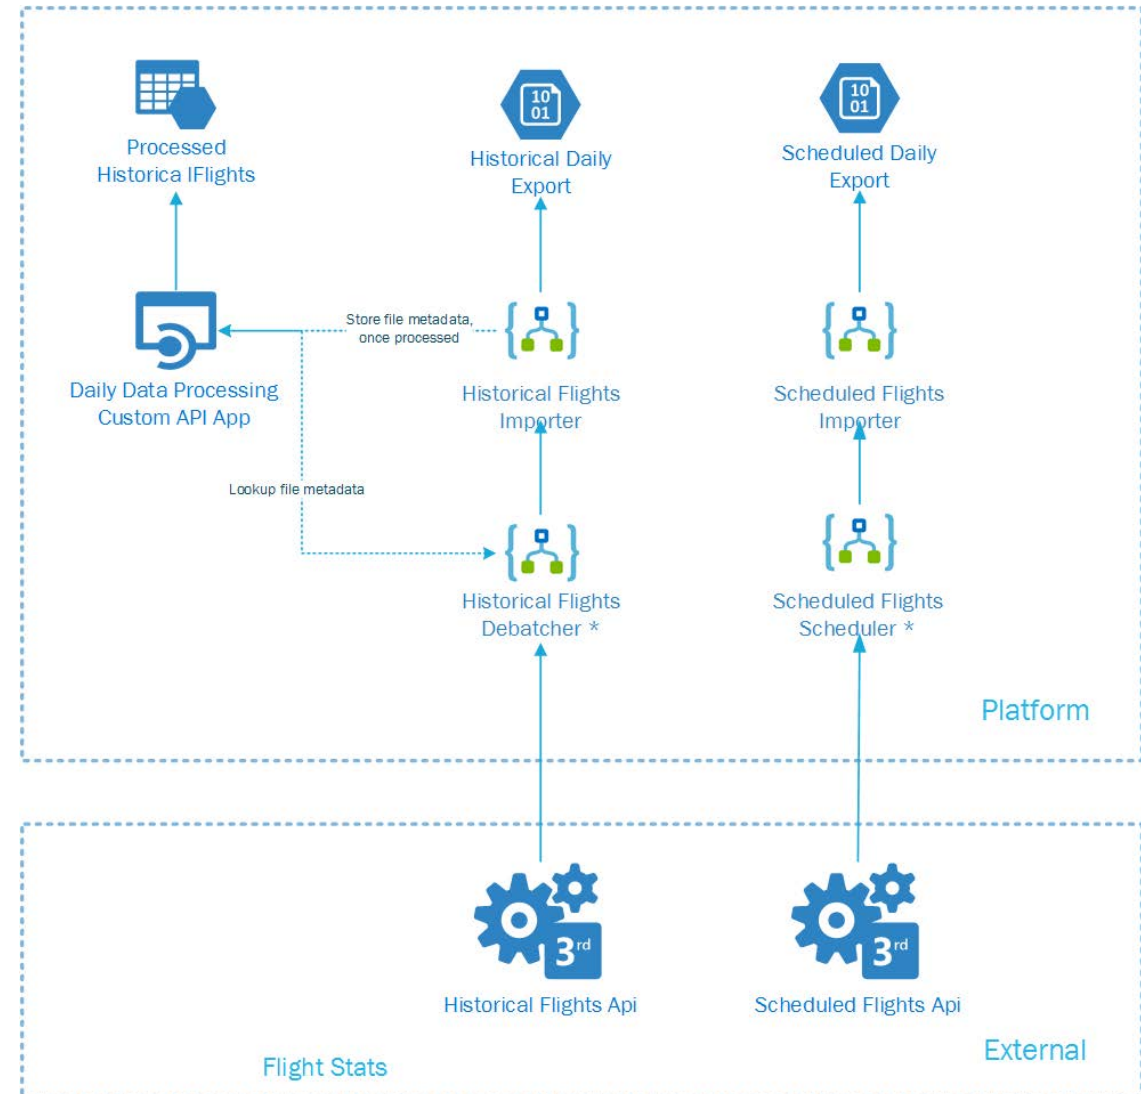 10
01
10
01
Processed
Historica lFlights
Historical Daily
Export
Scheduled Daily
Export
Store file metadata,
once processed
Daily Data Processing
Custom API App
Historical Flights
Importer
Scheduled Flights
Importer
Lookup file metadata
Historical Flights
Debatcher *
Scheduled Flights
Scheduler *
Platform
3rd
3rd
Historical Flights Api
Scheduled Flights Api
External
Flight Stats